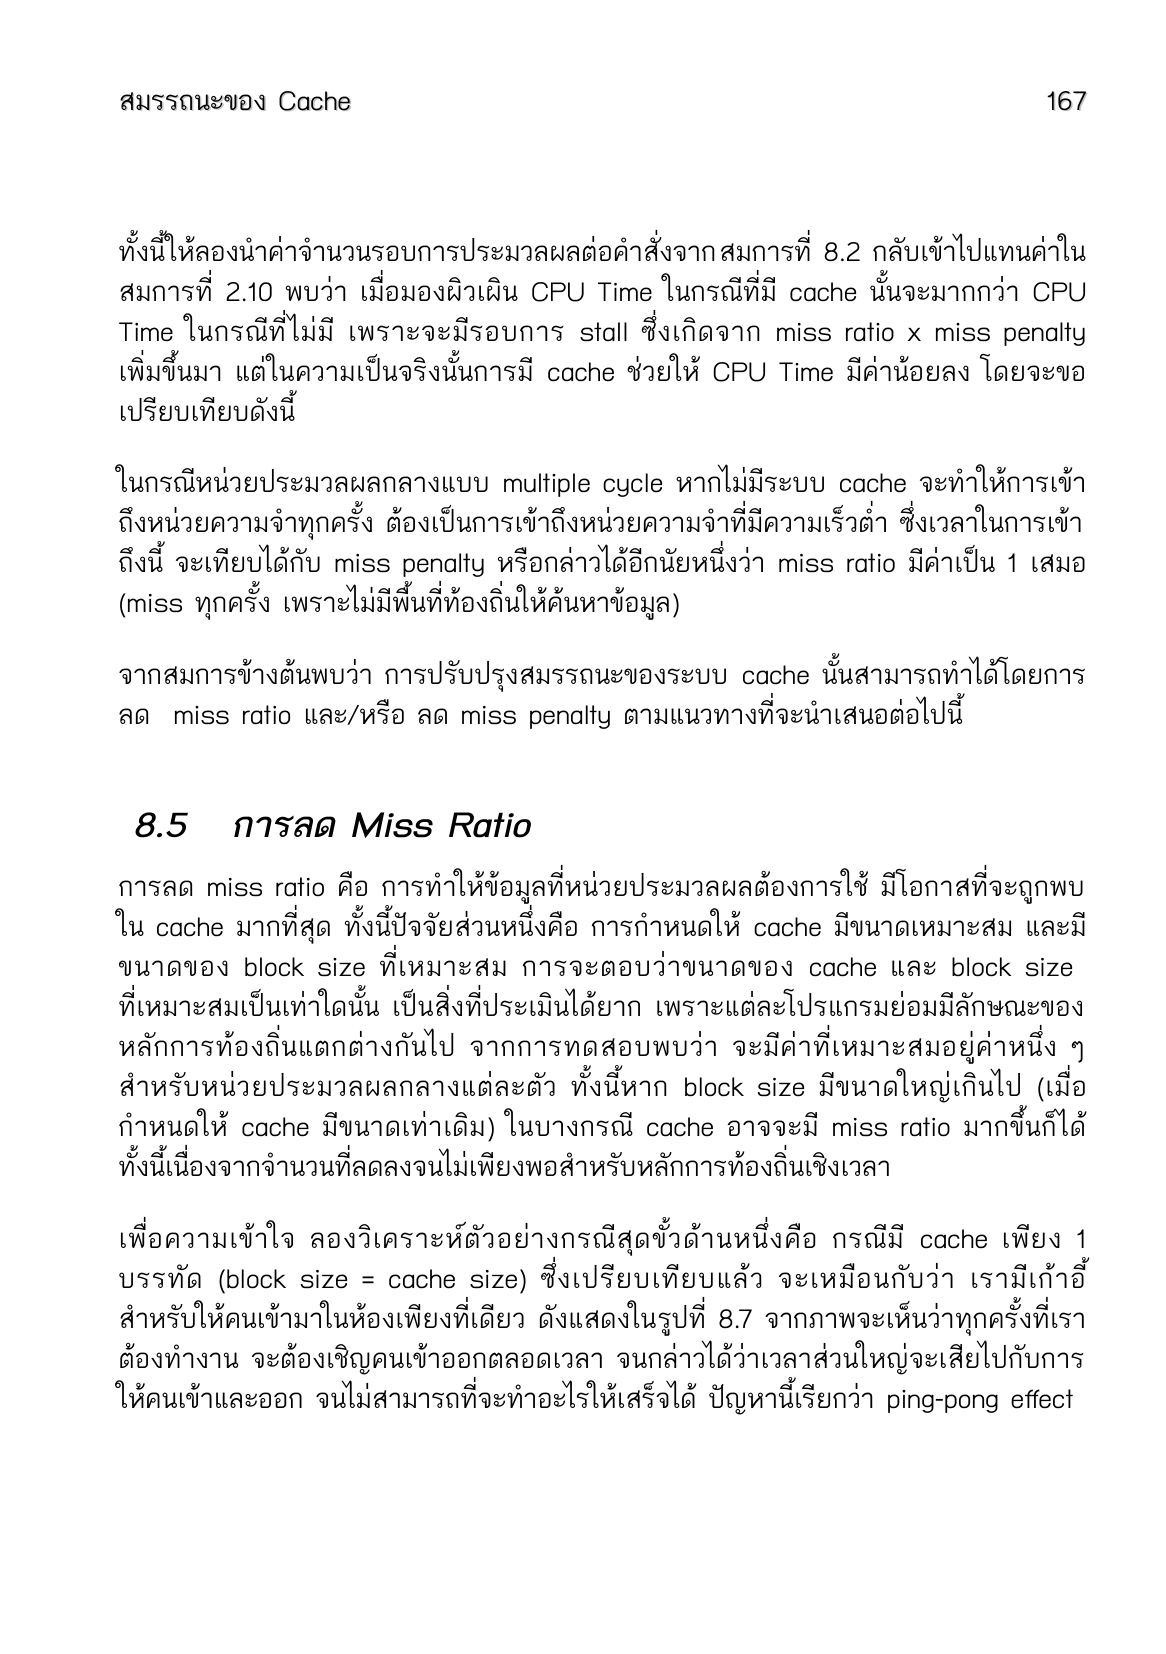 สมรรถนะของ Cache 167
ทั้งนี้ให้ลองนำค่าจำนวนรอบการประมวลผลต่อคำสั่งจากสมการที่ 8.2 กลับเข้าไปแทนค่าใน
สมการที่ 2.10 พบว่า เมื่อมองผิวเผิน CPU Time ในกรณีที่มี cache นั้นจะมากกว่า CPU
Time ในกรณีที่ไม่มี เพราะจะมีรอบการ stall ซึ่งเกิดจาก miss ratio x miss penalty
เพิ่มขึ้นมา แต่ในความเป็นจริงนั้นการมี cache ช่วยให้ CPU Time มีค่าน้อยลง โดยจะขอ
เปรียบเทียบดังนี้
ในกรณีหน่วยประมวลผลกลางแบบ multiple cycle หากไม่มีระบบ cache จะทำให้การเข้า
ถึงหน่วยความจำทุกครั้ง ต้องเป็นการเข้าถึงหน่วยความจำที่มีความเร็วต่ำ ซึ่งเวลาในการเข้า
ถึงนี้ จะเทียบได้กับ miss penalty หรือกล่าวได้อีกนัยหนึ่งว่า miss ratio มีค่าเป็น 1 เสมอ
(miss ทุกครั้ง เพราะไม่มีพื้นที่ท้องถิ่นให้ค้นหาข้อมูล)
จากสมการข้างต้นพบว่า การปรับปรุงสมรรถนะของระบบ cache นั้นสามารถทำได้โดยการ
ลด miss ratio และ/หรือ ลด miss penalty ตามแนวทางที่จะนำเสนอต่อไปนี้
8.5 การลด Miss Ratio
การลด miss ratio คือ การทำให้ข้อมูลที่หน่วยประมวลผลต้องการใช้ มีโอกาสที่จะถูกพบ
ใน cache มากที่สุด ทั้งนี้ปัจจัยส่วนหนึ่งคือ การกำหนดให้ cache มีขนาดเหมาะสม และมี
ขนาดของ block size ที่เหมาะสม การจะตอบว่าขนาดของ cache และ block size
ที่เหมาะสมเป็นเท่าใดนั้น เป็นสิ่งที่ประเมินได้ยาก เพราะแต่ละโปรแกรมย่อมมีลักษณะของ
หลักการท้องถิ่นแตกต่างกันไป จากการทดสอบพบว่า จะมีค่าที่เหมาะสมอยู่ค่าหนึ่ง ๆ
สำหรับหน่วยประมวลผลกลางแต่ละตัว ทั้งนี้หาก block size มีขนาดใหญ่เกินไป (เมื่อ
กำหนดให้ cache มีขนาดเท่าเดิม) ในบางกรณี cache อาจจะมี miss ratio มากขึ้นก็ได้
ทั้งนี้เนื่องจากจำนวนที่ลดลงจนไม่เพียงพอสำหรับหลักการท้องถิ่นเชิงเวลา
เพื่อความเข้าใจ ลองวิเคราะห์ตัวอย่างกรณีสุดขั้วด้านหนึ่งคือ กรณีมี cache เพียง 1
บรรทัด (block size = cache size) ซึ่งเปรียบเทียบแล้ว จะเหมือนกับว่า เรามีเก้าอี้
สำหรับให้คนเข้ามาในห้องเพียงที่เดียว ดังแสดงในรูปที่ 8.7 จากภาพจะเห็นว่าทุกครั้งที่เรา
ต้องทำงาน จะต้องเชิญคนเข้าออกตลอดเวลา จนกล่าวได้ว่าเวลาส่วนใหญ่จะเสียไปกับการ
ให้คนเข้าและออก จนไม่สามารถที่จะทำอะไรให้เสร็จได้ ปัญหานี้เรียกว่า ping-pong effect